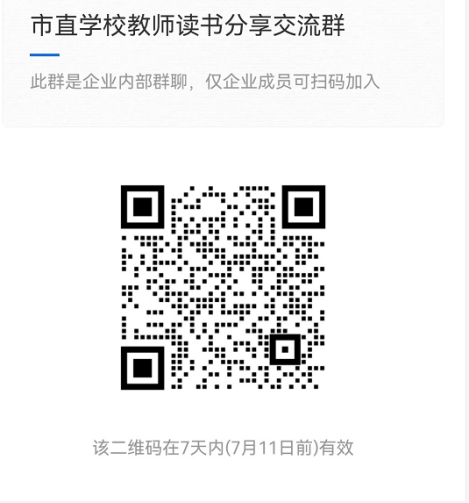 市直学校教师读书分享交流群
此群是企业内部群聊，仅企业成员可扫码加入
该二维码在7天内(7月11日前)有效